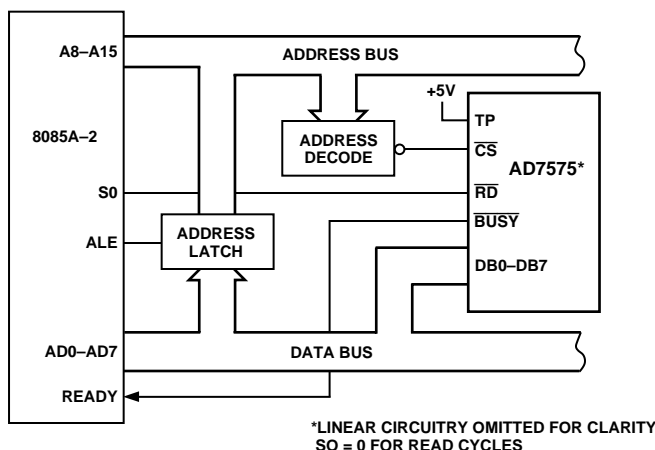 A8–A15
ADDRESS BUS
+5V
TP
8085A–2
ADDRESS
DECODE
CS
AD7575*
S0
RD
ADDRESS
LATCH
BUSY
ALE
DB0–DB7
AD0–AD7
DATA BUS
READY
*LINEAR CIRCUITRY OMITTED FOR CLARITY
SO = 0 FOR READ CYCLES